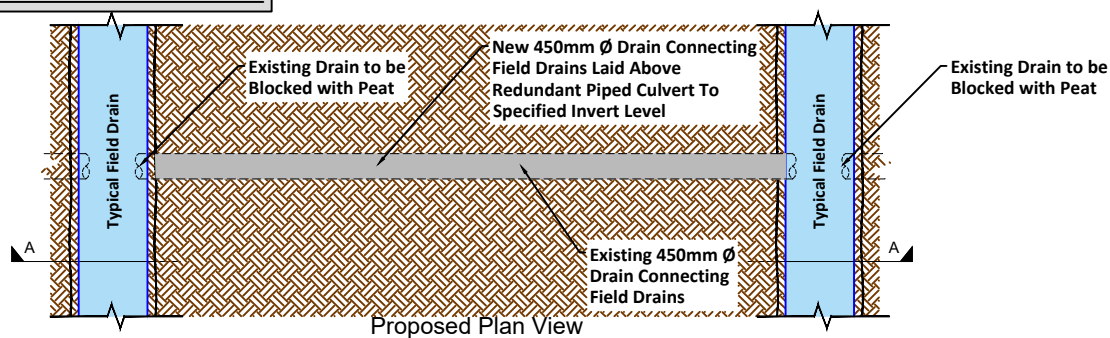 New 450mm Ø Drain Connecting
Field Drains Laid Above
Redundant Piped Culvert To
Specified Invert Level
Existing Drain to be
Blocked with Peat
Existing Drain to be
Blocked with Peat
Typical Field Drain
Typical Field Drain
A
A
Existing 450mm Ø
Drain Connecting
Field Drains
Proposed Plan View